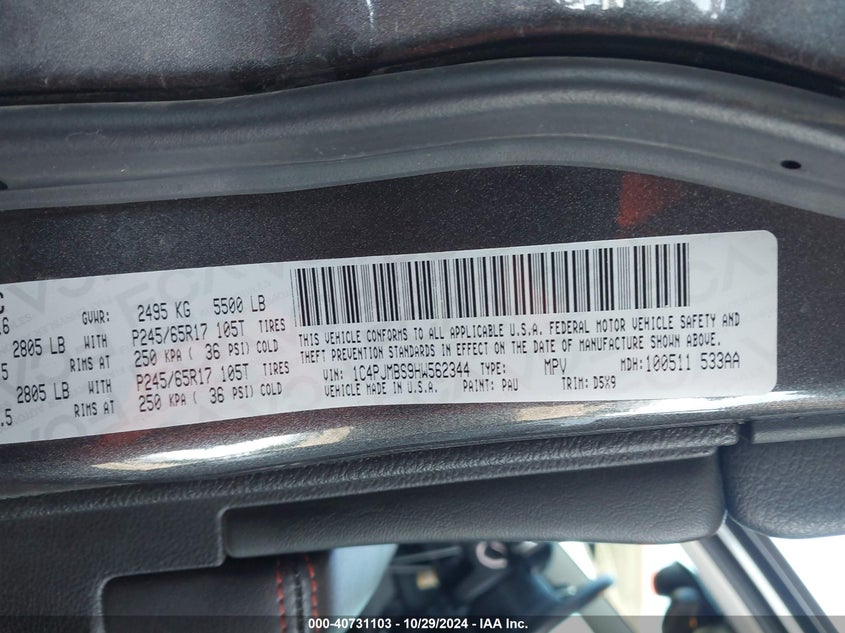 C
16
GVWR: 2495 KG 5500 LB
2805 LB WITH P245/65R17 105T TIRES
5 RIMS AT 250 KPA ( 36 PSI) COLD
2805 LB WITH P245/65R17 105T TIRES
.5 RIMS AT 250 KPA ( 36 PSI) COLD
THIS VEHICLE CONFORMS TO ALL APPLICABLE U.S.A. FEDERAL MOTOR VEHICLE SAFETY AND
THEFT PREVENTION STANDARDS IN EFFECT ON THE DATE OF MANUFACTURE SHOWN ABOVE.
VIN: 1C4PJMBS9HW562344 TYPE: MPV MDH: 100511 533AA
VEHICLE MADE IN U.S.A. PAINT: PAU TRIM: D5X9
000-40731103 - 10/29/2024 - IAA Inc.